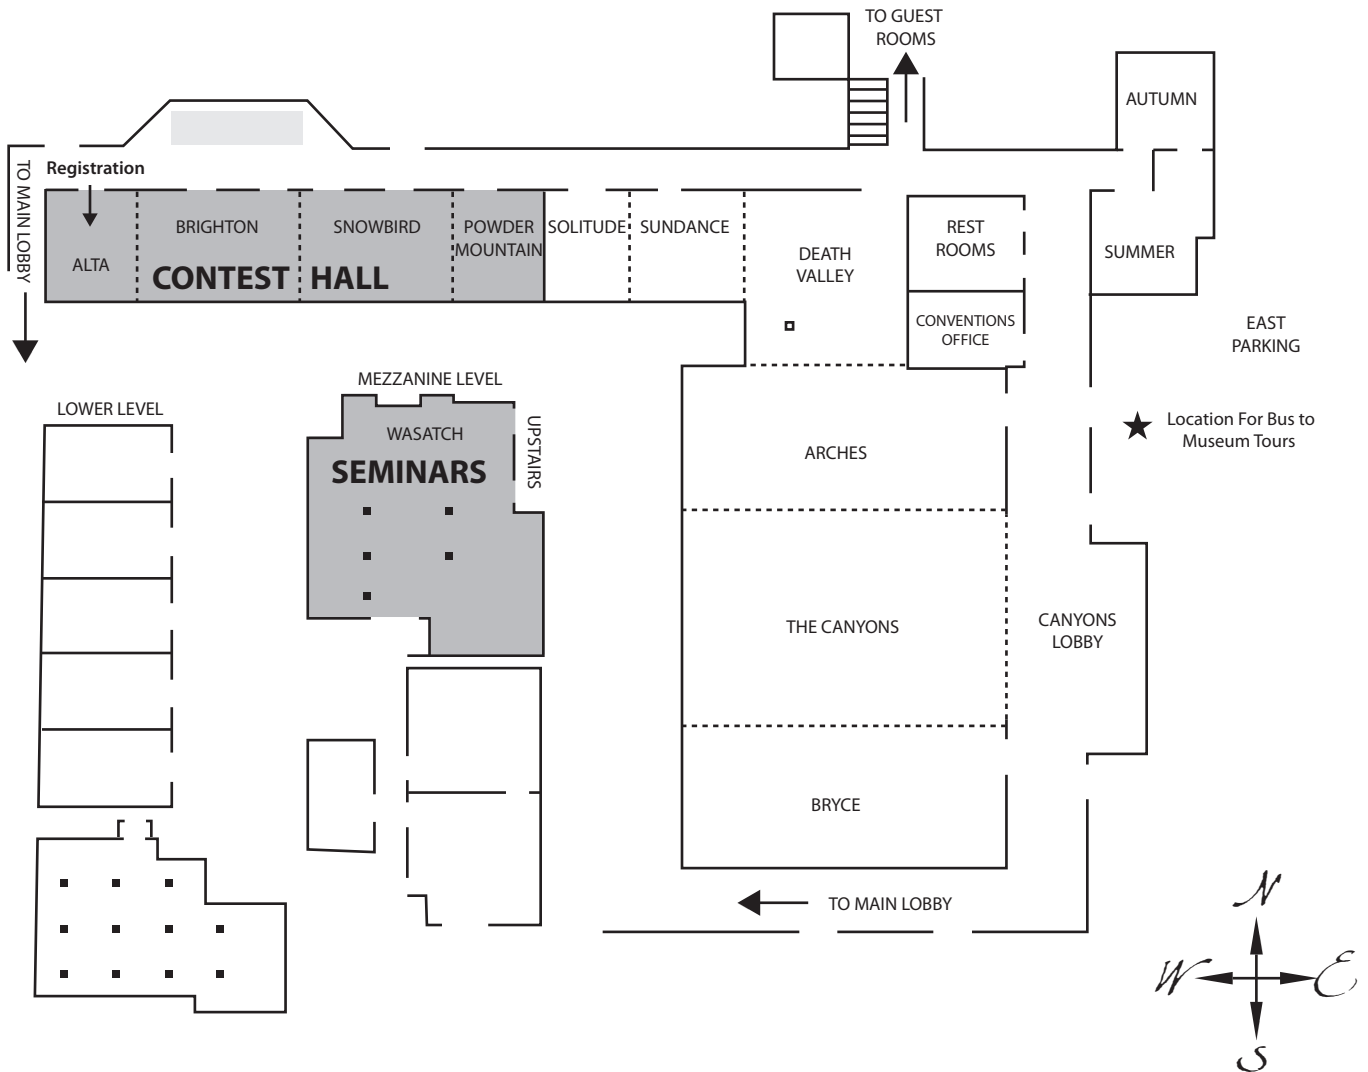 TO GUEST
ROOMS
AUTUMN
TO MAIN LOBBY
Registration
ALTA
BRIGHTON
SNOWBIRD
POWDER
MOUNTAIN
SOLITUDE
SUNDANCE
CONTEST HALL
DEATH
VALLEY
REST
ROOMS
SUMMER
CONVENTIONS
OFFICE
EAST
PARKING
MEZZANINE LEVEL
LOWER LEVEL
WASATCH
SEMINARS
UPSTAIRS
ARCHES
Location For Bus to
Museum Tours
THE CANYONS
CANYONS
LOBBY
BRYCE
TO MAIN LOBBY
N
W
E
S